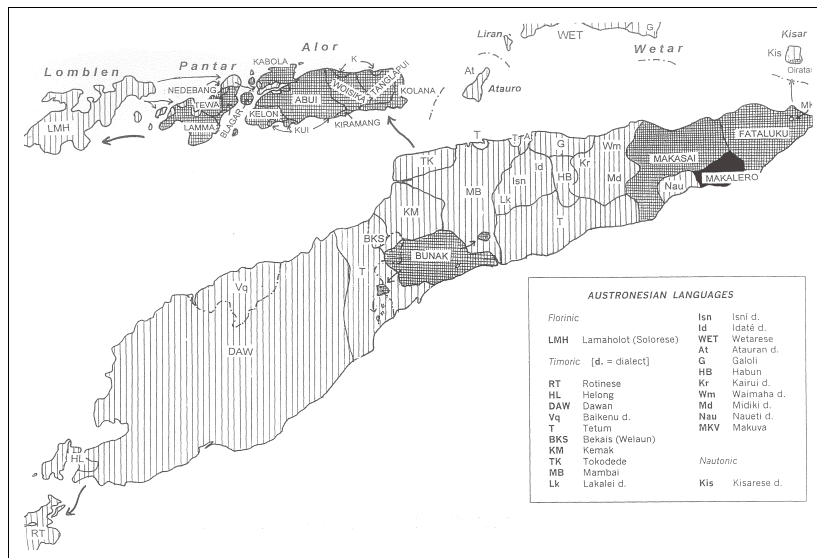 WET
G
Liran
Wetar
Kisar
Kis
Oirata
Alor
Pantar
Lomblen
KABOLA
K
At
Atauro
NEDEBANG
TEWA
WOISIKA
TANGLAPUI
KOLANA
ABUI
LMH
LAMMA
BLAGAR
KELON
KUI
KIRAMANG
MK
FATALUKU
T
T
A
G
Wm
MAKASAI
TK
Id
Kr
Isn
HB
Md
MAKALERO
Nau
MB
Lk
KM
T
BKS
BUNAK
T
Vq
DAW
HL
RT
AUSTRONESIAN LANGUAGES
Florinic
LMH Lamaholot (Solorese)
Timoric [d. = dialect]
RT Rotinese
HL Helong
DAW Dawan
Vq Baikenu d.
T Tetum
BKS Bekais (Welaun)
KM Kemak
TK Tokodede
MB Mambai
Lk Lakalei d.
Isn Isní d.
Id Idaté d.
WET Wetarese
At Atauran d.
G Galoli
HB Habun
Kr Kairui d.
Wm Waimaha d.
Md Midiki d.
Nau Naueti d.
MKV Makuva
Nautonic
Kis Kisarese d.